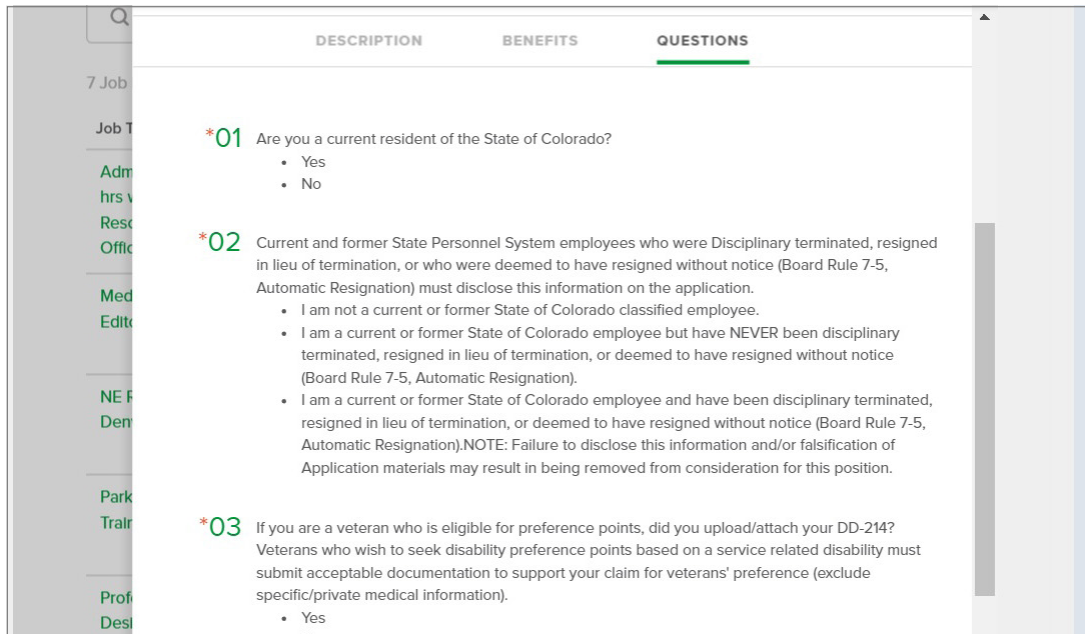 DESCRIPTION BENEFITS QUESTIONS
7 Job
Job T
Adm
hrs
Reso
Offic
Med
Edito
NE
Den
Park
Train
Prof
Desi
*01 Are you a current resident of the State of Colorado?
• Yes
• No
*02 Current and former State Personnel System employees who were Disciplinary terminated, resigned
in lieu of termination, or who were deemed to have resigned without notice (Board Rule 7-5,
Automatic Resignation) must disclose this information on the application.
• I am not a current or former State of Colorado classified employee.
• I am a current or former State of Colorado employee but have NEVER been disciplinary
terminated, resigned in lieu of termination, or deemed to have resigned without notice
(Board Rule 7-5, Automatic Resignation).
• I am a current or former State of Colorado employee and have been disciplinary terminated,
resigned in lieu of termination, or deemed to have resigned without notice (Board Rule 7-5,
Automatic Resignation).NOTE: Failure to disclose this information and/or falsification of
Application materials may result in being removed from consideration for this position.
*03 If you are a veteran who is eligible for preference points, did you upload/attach your DD-214?
Veterans who wish to seek disability preference points based on a service related disability must
submit acceptable documentation to support your claim for veterans' preference (exclude
specific/private medical information).
• Yes